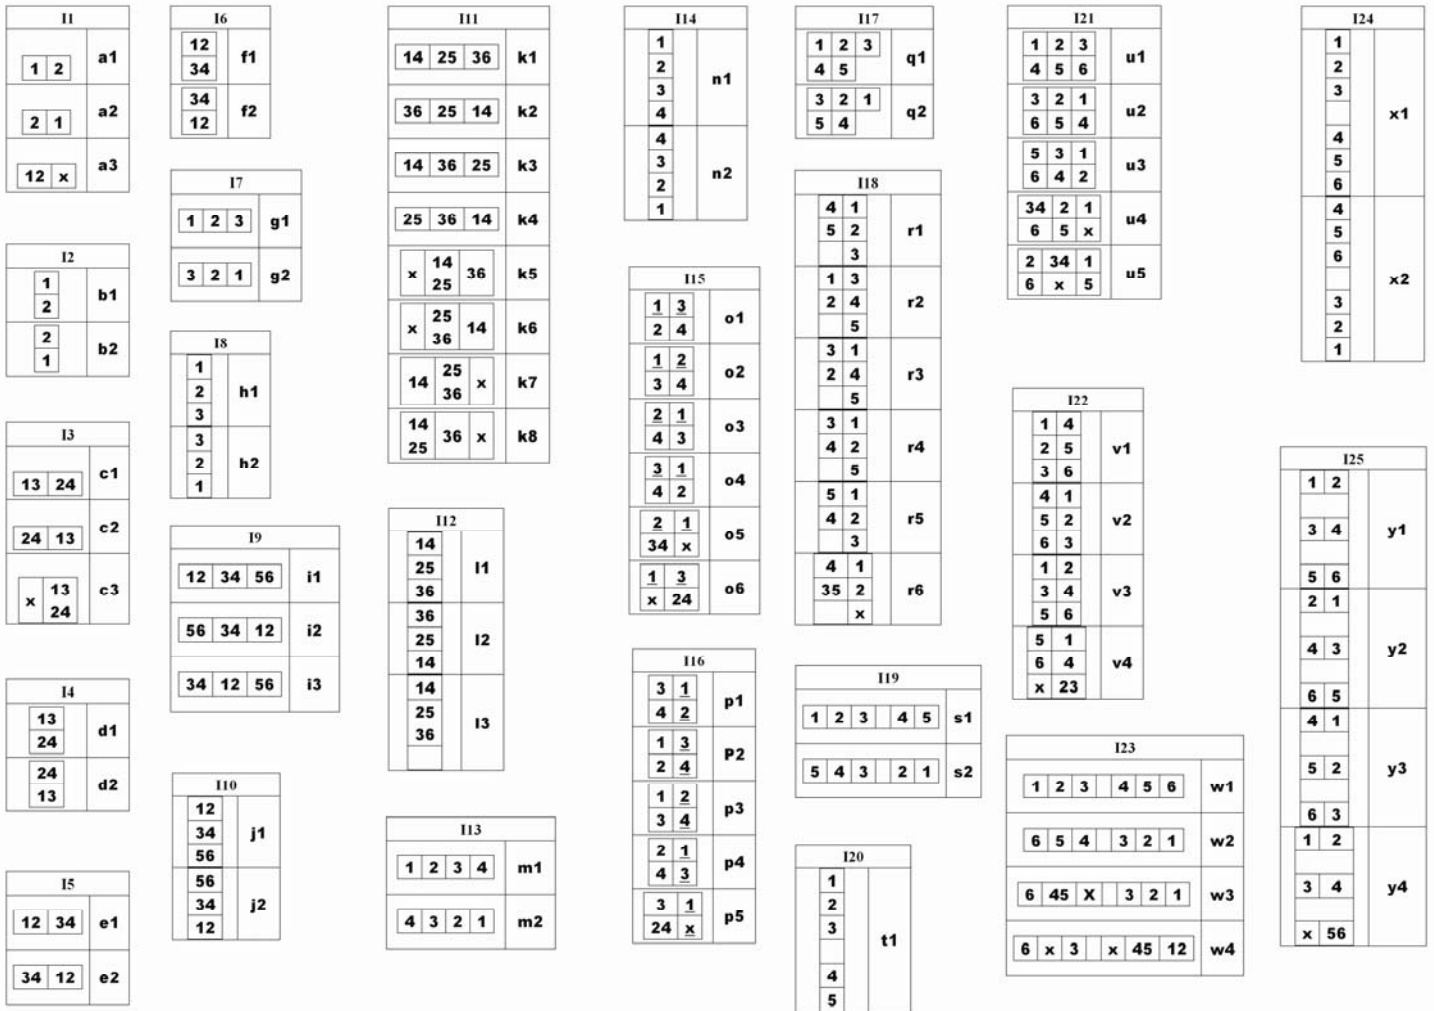 I1
1 2 a1
2 1 a2
12 x a3
I2
1
2
b1
2
1
b2
I3
13 24 c1
24 13 c2
x 13
24
c3
I4
13
24
d1
24
13
d2
I5
12 34 e1
34 12 e2
I6
12
34
f1
34
12
f2
I7
1 2 3 g1
3 2 1 g2
I8
1
2
3
h1
3
2
1
h2
I9
12 34 56 i1
56 34 12 i2
34 12 56 i3
I10
12
34
56
j1
56
34
12
j2
I11
14 25 36 k1
36 25 14 k2
14 36 25 k3
25 36 14 k4
x 14 36
25
k5
x 25 14
36
k6
14 25 x
36
k7
14 36 x
25
k8
I12
14
25
36
l1
36
25
14
l2
14
25
36
l3
I13
1 2 3 4 m1
4 3 2 1 m2
I14
1
2
3
4
n1
4
3
2
1
n2
I15
1 3
2 4
o1
1 2
3 4
o2
2 1
4 3
o3
3 1
4 2
o4
2 1
34 x
o5
1 3
x 24
o6
I16
3 1
4 2
p1
1 3
2 4
P2
1 2
3 4
p3
2 1
4 3
p4
3 1
24 x
p5
I17
1 2 3
4 5
q1
3 2 1
5 4
q2
I18
4 1
5 2
3
r1
1 3
2 4
5
r2
3 1
2 4
5
r3
3 1
4 2
5
r4
5 1
4 2
3
r5
4 1
35 2
x
r6
I19
1 2 3 4 5 s1
5 4 3 2 1 s2
I20
1
2
3
4
5
t1
I21
1 2 3
4 5 6
u1
3 2 1
6 5 4
u2
5 3 1
6 4 2
u3
34 2 1
6 5 x
u4
2 34 1
6 x 5
u5
I22
1 4
2 5
3 6
v1
4 1
5 2
6 3
v2
1 2
3 4
5 6
v3
5 1
6 4
x 23
v4
I23
1 2 3 4 5 6 w1
6 5 4 3 2 1 w2
6 45 X 3 2 1 w3
6 x 3 x 45 12 w4
I24
1
2
3
4
5
6
x1
4
5
6
3
2
1
x2
I25
1 2
3 4
5 6
y1
2 1
4 3
6 5
y2
4 1
5 2
6 3
y3
1 2
3 4
x 56
y4